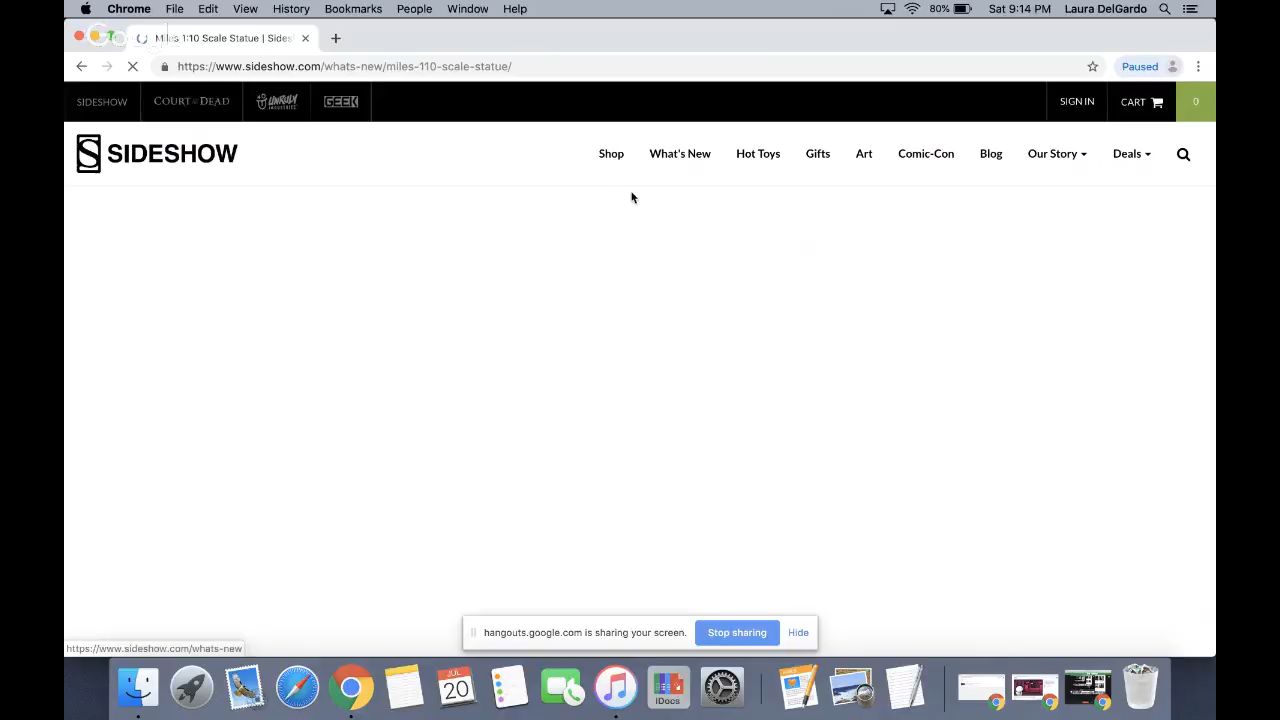 Chrome File Edit View History Bookmarks People Window Help 80% Sat 9:14 PM Laura DelGardo
Google
Miles 1:10 Scale Statue | Sides
https://www.sideshow.com/whats-new/miles-110-scale-statue/ Paused
SIDESHOW COURT OF DEAD UNRULY INDUSTRIES GEEK SIGN IN CART 0
SIDESHOW Shop What's New Hot Toys Gifts Art Comic-Con Blog Our Story Deals
hangouts.google.com is sharing your screen. Stop sharing Hide
https://www.sideshow.com/whats-new
JUL
20
IDocs